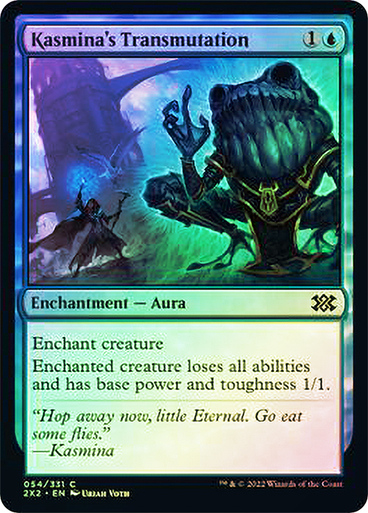 Kasmina's Transmutation 1
Enchantment — Aura
Enchant creature
Enchanted creature loses all abilities
and has base power and toughness 1/1.
“Hop away now, little Eternal. Go eat
some flies.”
—Kasmina
054/331 C
2X2 • EN Uriah Voth
™ & © 2022 Wizards of the Coast